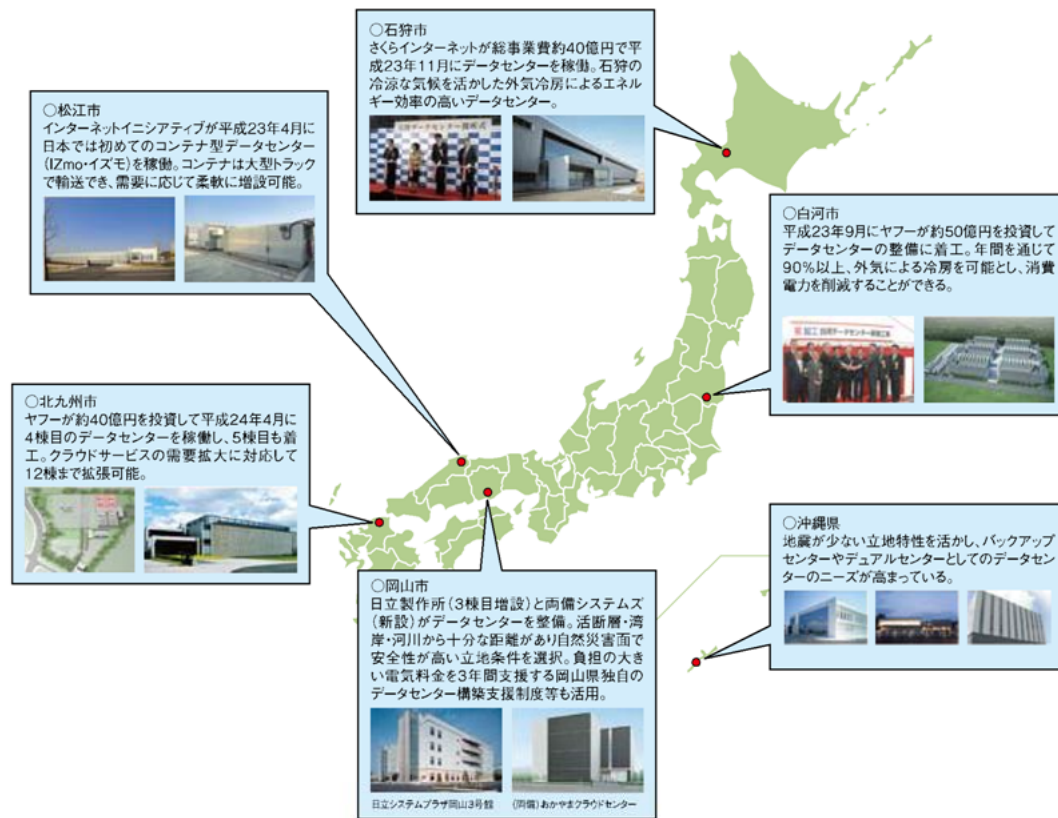 ○石狩市
さくらインターネットが総事業費約40億円で平
成23年11月にデータセンターを稼働。石狩の
冷涼な気候を活かした外気冷房によるエネル
ギー効率の高いデータセンター。
○松江市
インターネットイニシアティブが平成23年4月に
日本では初めてのコンテナ型データセンター
(IZmo・イズモ)を稼働。コンテナは大型トラック
で輸送でき、需要に応じて柔軟に増設可能。
○白河市
平成23年9月にヤフーが約50億円を投資して
データセンターの整備に着工。年間を通じて
90%以上、外気による冷房を可能とし、消費
電力を削減することができる。
○北九州市
ヤフーが約40億円を投資して平成24年4月に
4棟目のデータセンターを稼働し、5棟目も着
工。クラウドサービスの需要拡大に対応して
12棟まで拡張可能。
○沖縄県
地震が少ない立地特性を活かし、バックアップ
センターやデュアルセンターとしてのデータセン
ターのニーズが高まっている。
○岡山市
日立製作所(3棟目増設)と両備システムズ
(新設)がデータセンターを整備。活断層・湾
岸・河川から十分な距離があり自然災害面で
安全性が高い立地条件を選択。負担の大き
い電気料金を3年間支援する岡山県独自の
データセンター構築支援制度等も活用。
日立システムプラザ岡山3号館
(両備)おかやまクラウドセンター